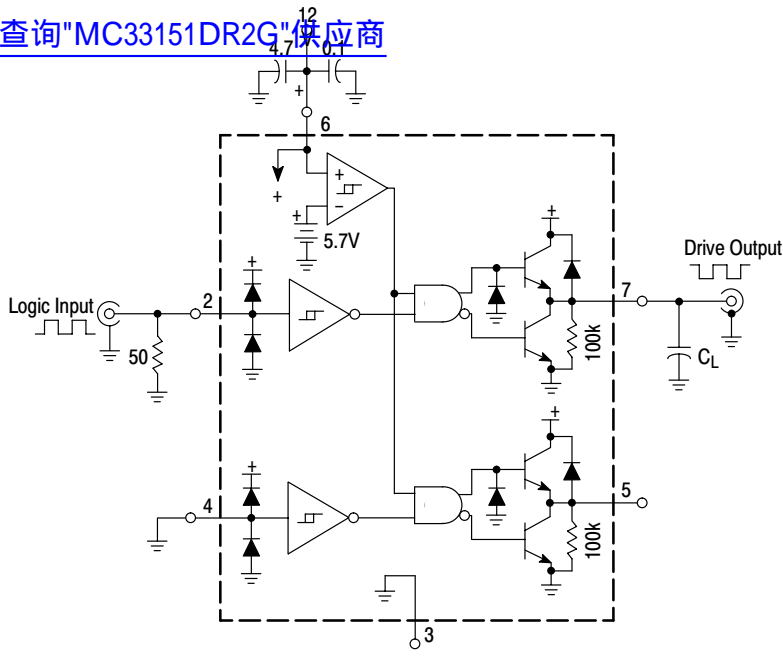 12
查询"MC33151DR2G"供应商
4.7
0.1
+
6
+
+
+
−
5.7V
+
Drive Output
+
2
7
Logic Input
50
100k
CL
+
+
4
5
100k
3